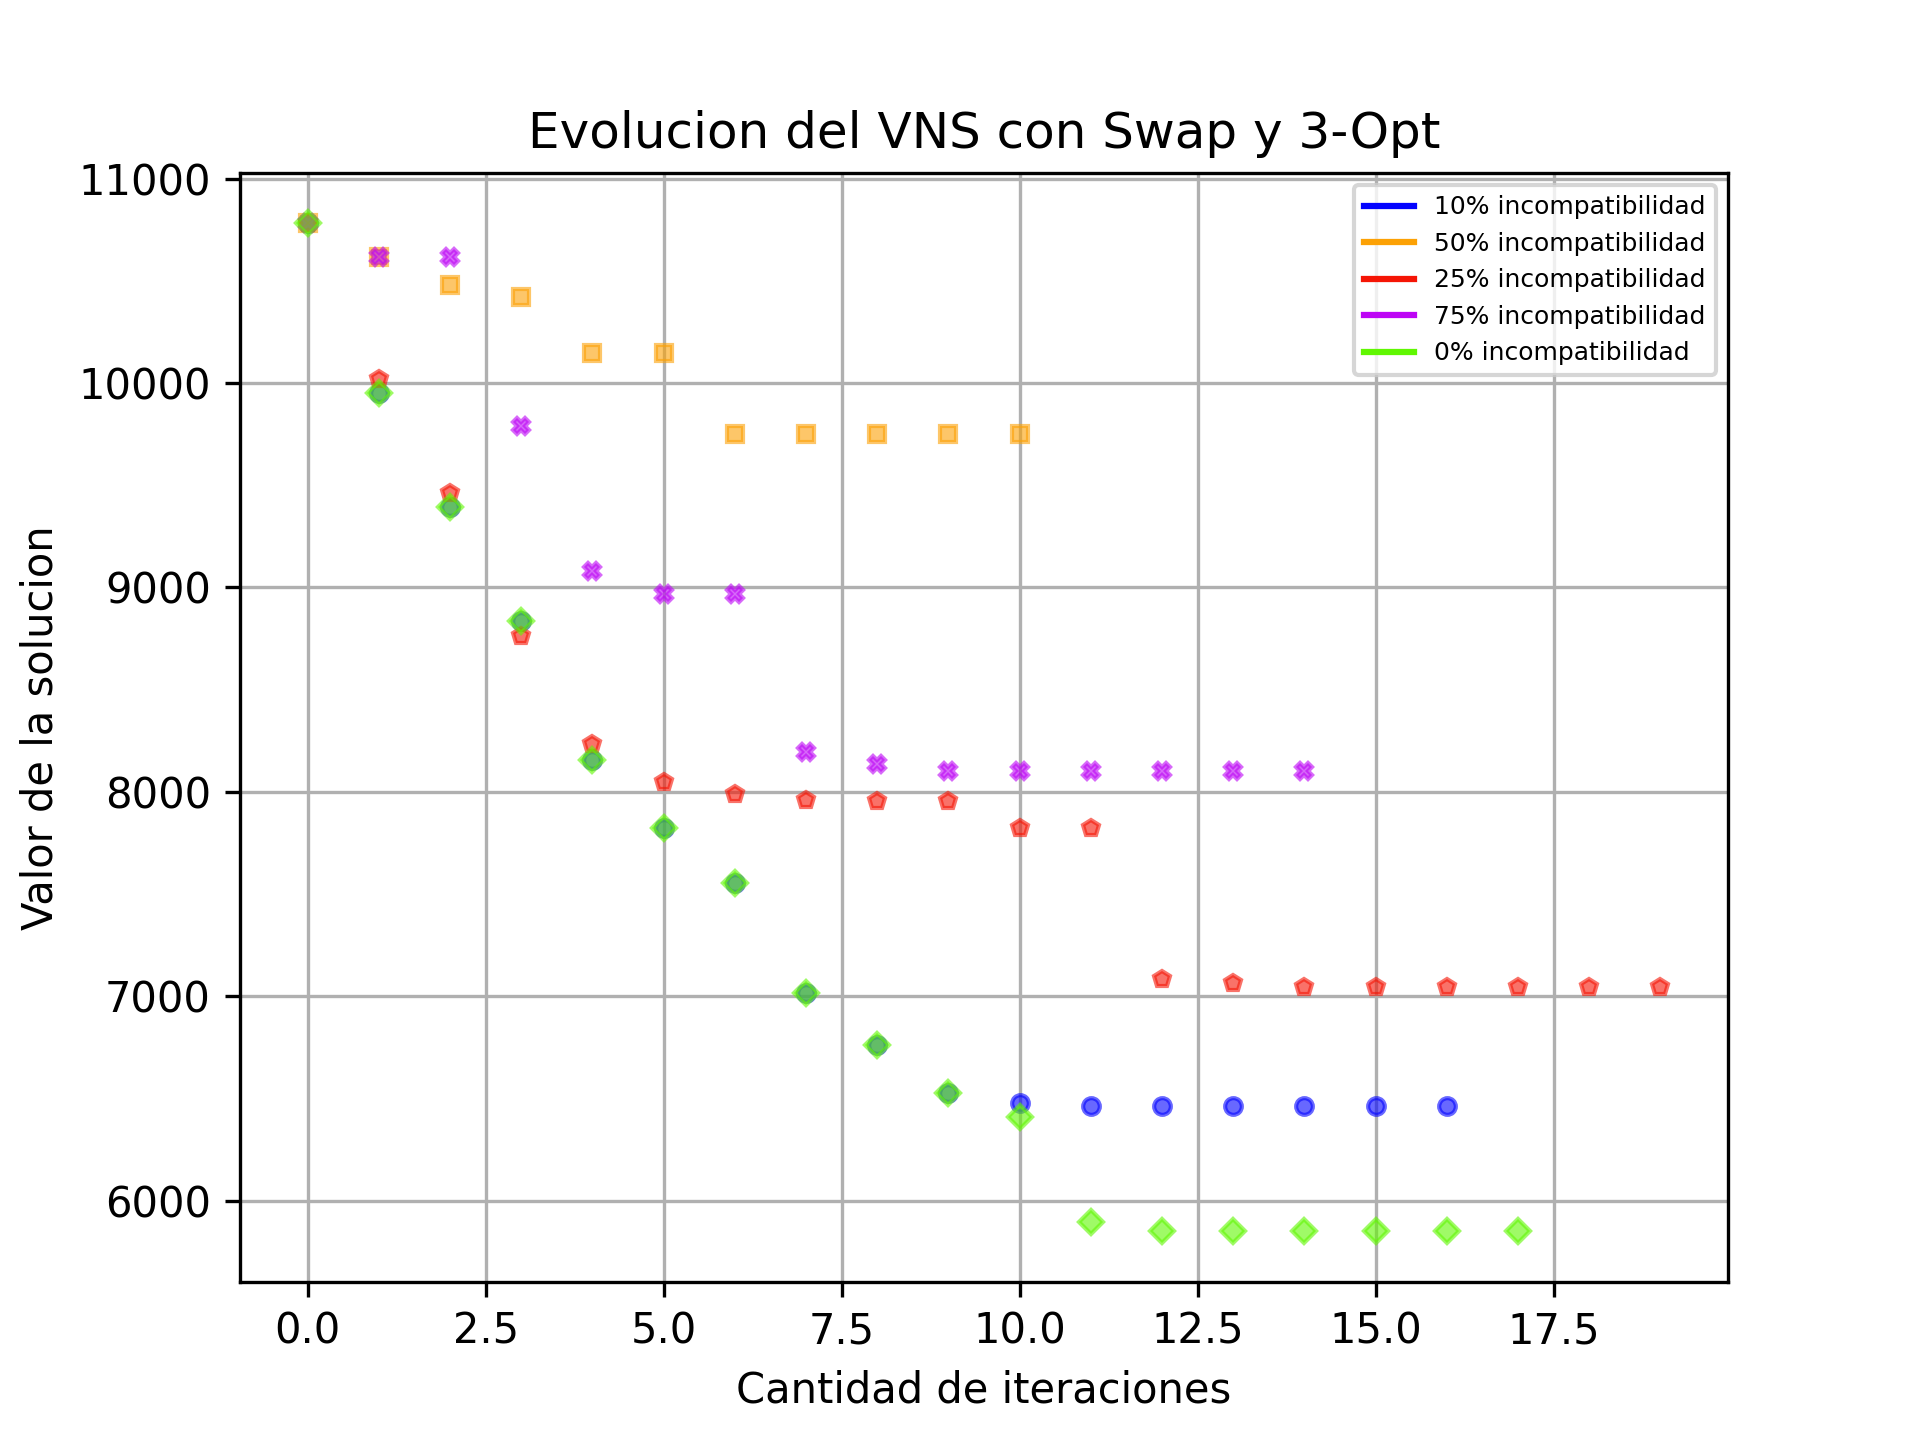 Evolucion del VNS con Swap y 3-Opt
11000
10000
9000
8000
7000
6000
Valor de la solucion
10% incompatibilidad
50% incompatibilidad
25% incompatibilidad
75% incompatibilidad
0% incompatibilidad
0.0 2.5 5.0 7.5 10.0 12.5 15.0 17.5
Cantidad de iteraciones